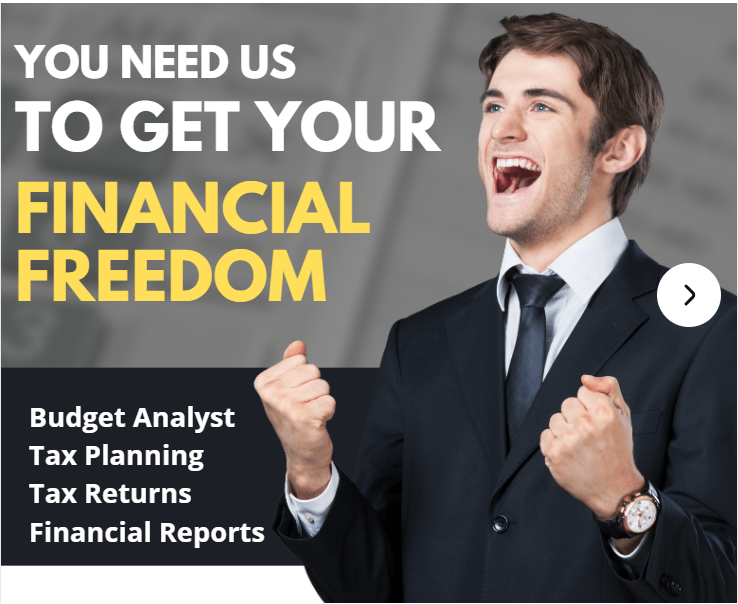 YOU NEED US
TO GET YOUR
FINANCIAL
FREEDOM
Budget Analyst
Tax Planning
Tax Returns
Financial Reports